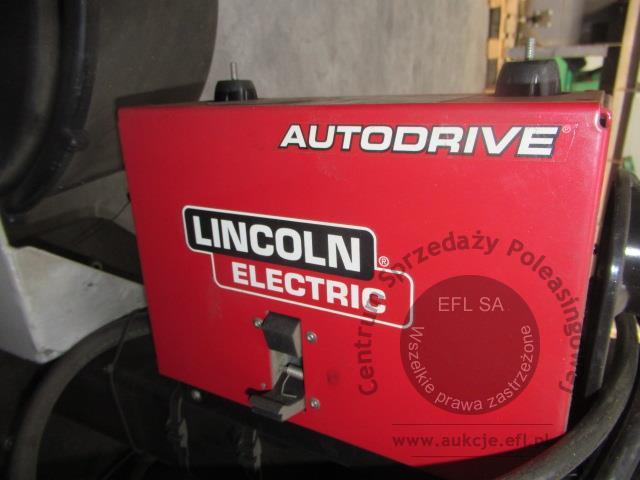 AUTODRIVE®
LINCOLN®
ELECTRIC
Centrum Sprzedaży Poleasingowej
EFL SA
Wszelkie prawa zastrzeżone
www.aukcje.efl.pl